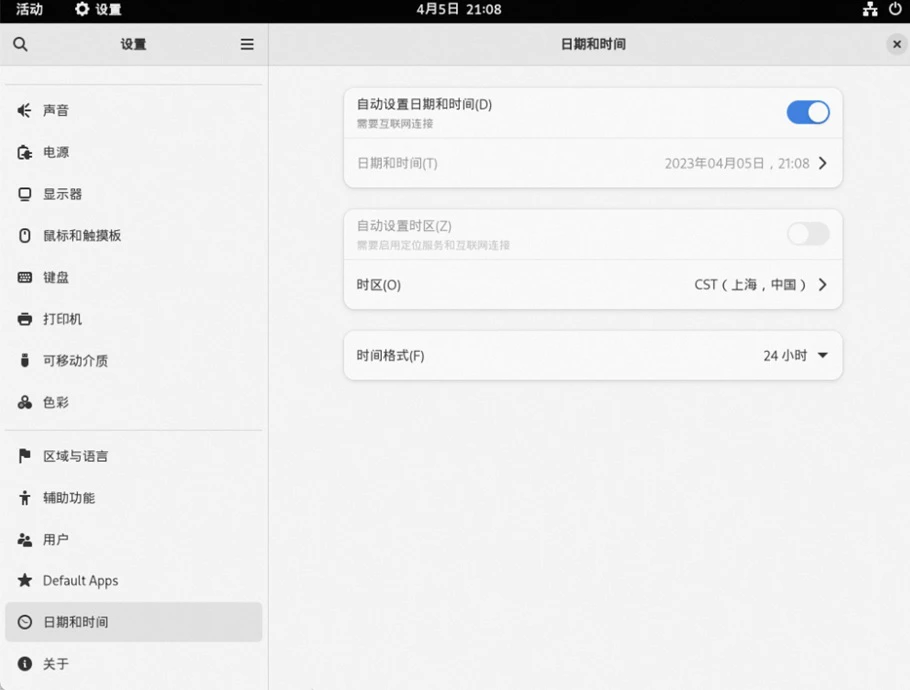 活动 设置 4月5日 21:08
设置
日期和时间
声音
电源
显示器
鼠标和触摸板
键盘
打印机
可移动介质
色彩
区域与语言
辅助功能
用户
Default Apps
日期和时间
关于
自动设置日期和时间(D)
需要互联网连接
日期和时间(T) 2023年04月05日，21:08
自动设置时区(Z)
需要启用定位服务和互联网连接
时区(O) CST（上海，中国）
时间格式(F) 24 小时